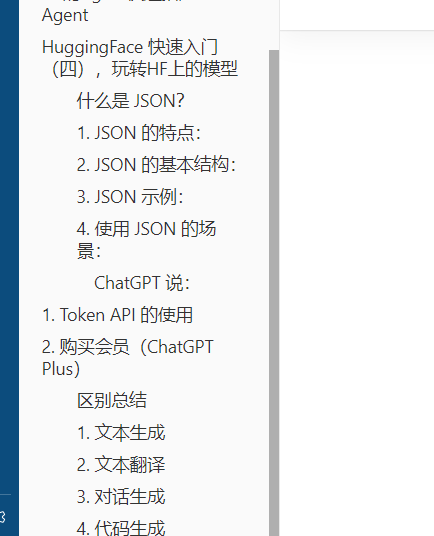 Agent
HuggingFace 快速入门
（四），玩转HF上的模型
什么是 JSON？
1. JSON 的特点：
2. JSON 的基本结构：
3. JSON 示例：
4. 使用 JSON 的场
景：
ChatGPT 说：
1. Token API 的使用
2. 购买会员（ChatGPT
Plus）
区别总结
1. 文本生成
2. 文本翻译
3. 对话生成
4. 代码生成